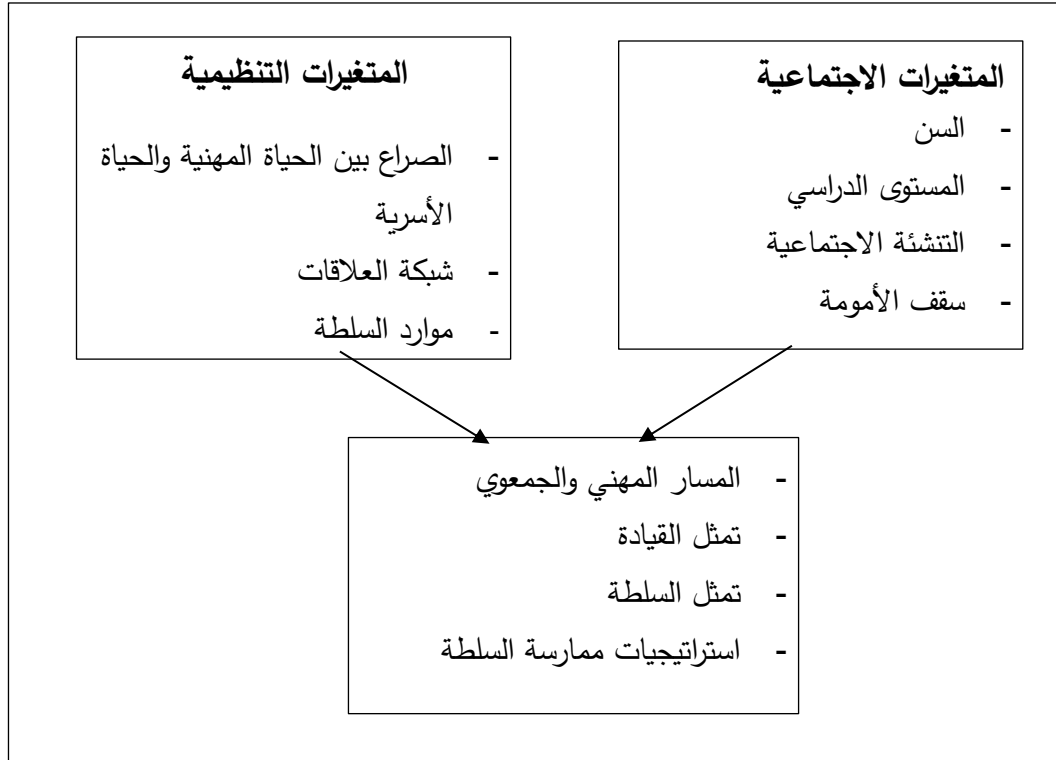 المتغيرات الاجتماعية
- السن
- المستوى الدراسي
- التنشئة الاجتماعية
- سقف الأمومة
المتغيرات التنظيمية
- الصراع بين الحياة المهنية والحياة
الأسرية
- شبكة العلاقات
- موارد السلطة
- المسار المهني والجمعوي
- تمثل القيادة
- تمثل السلطة
- استراتيجيات ممارسة السلطة